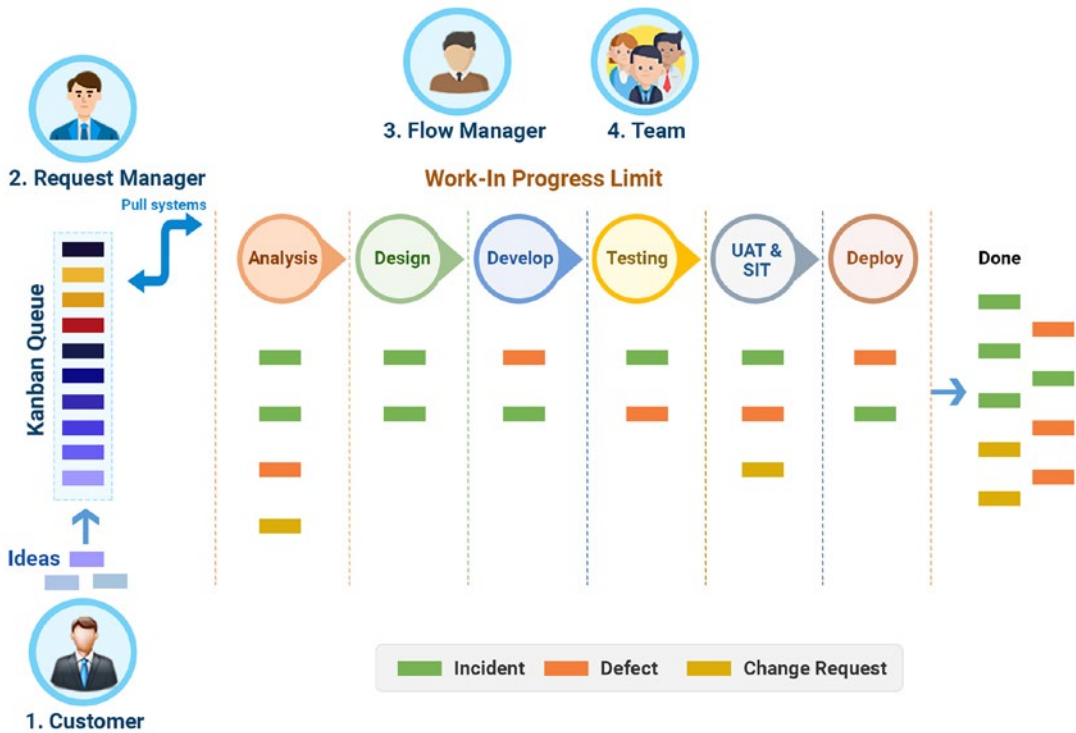 3. Flow Manager
4. Team
2. Request Manager
Work-In Progress Limit
Pull systems
Kanban Queue
Analysis
Design
Develop
Testing
UAT &
SIT
Deploy
Done
Ideas
Incident
Defect
Change Request
1. Customer